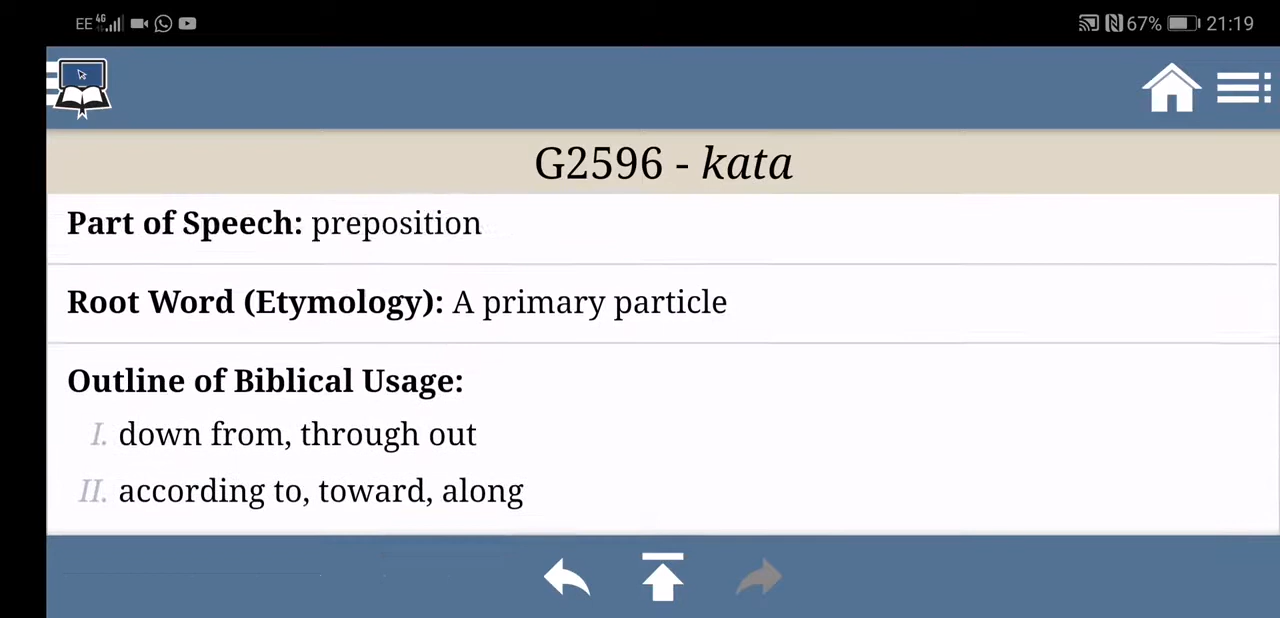 EE 4G 67% 21:19
G2596 - kata
Part of Speech: preposition
Root Word (Etymology): A primary particle
Outline of Biblical Usage:
I. down from, through out
II. according to, toward, along